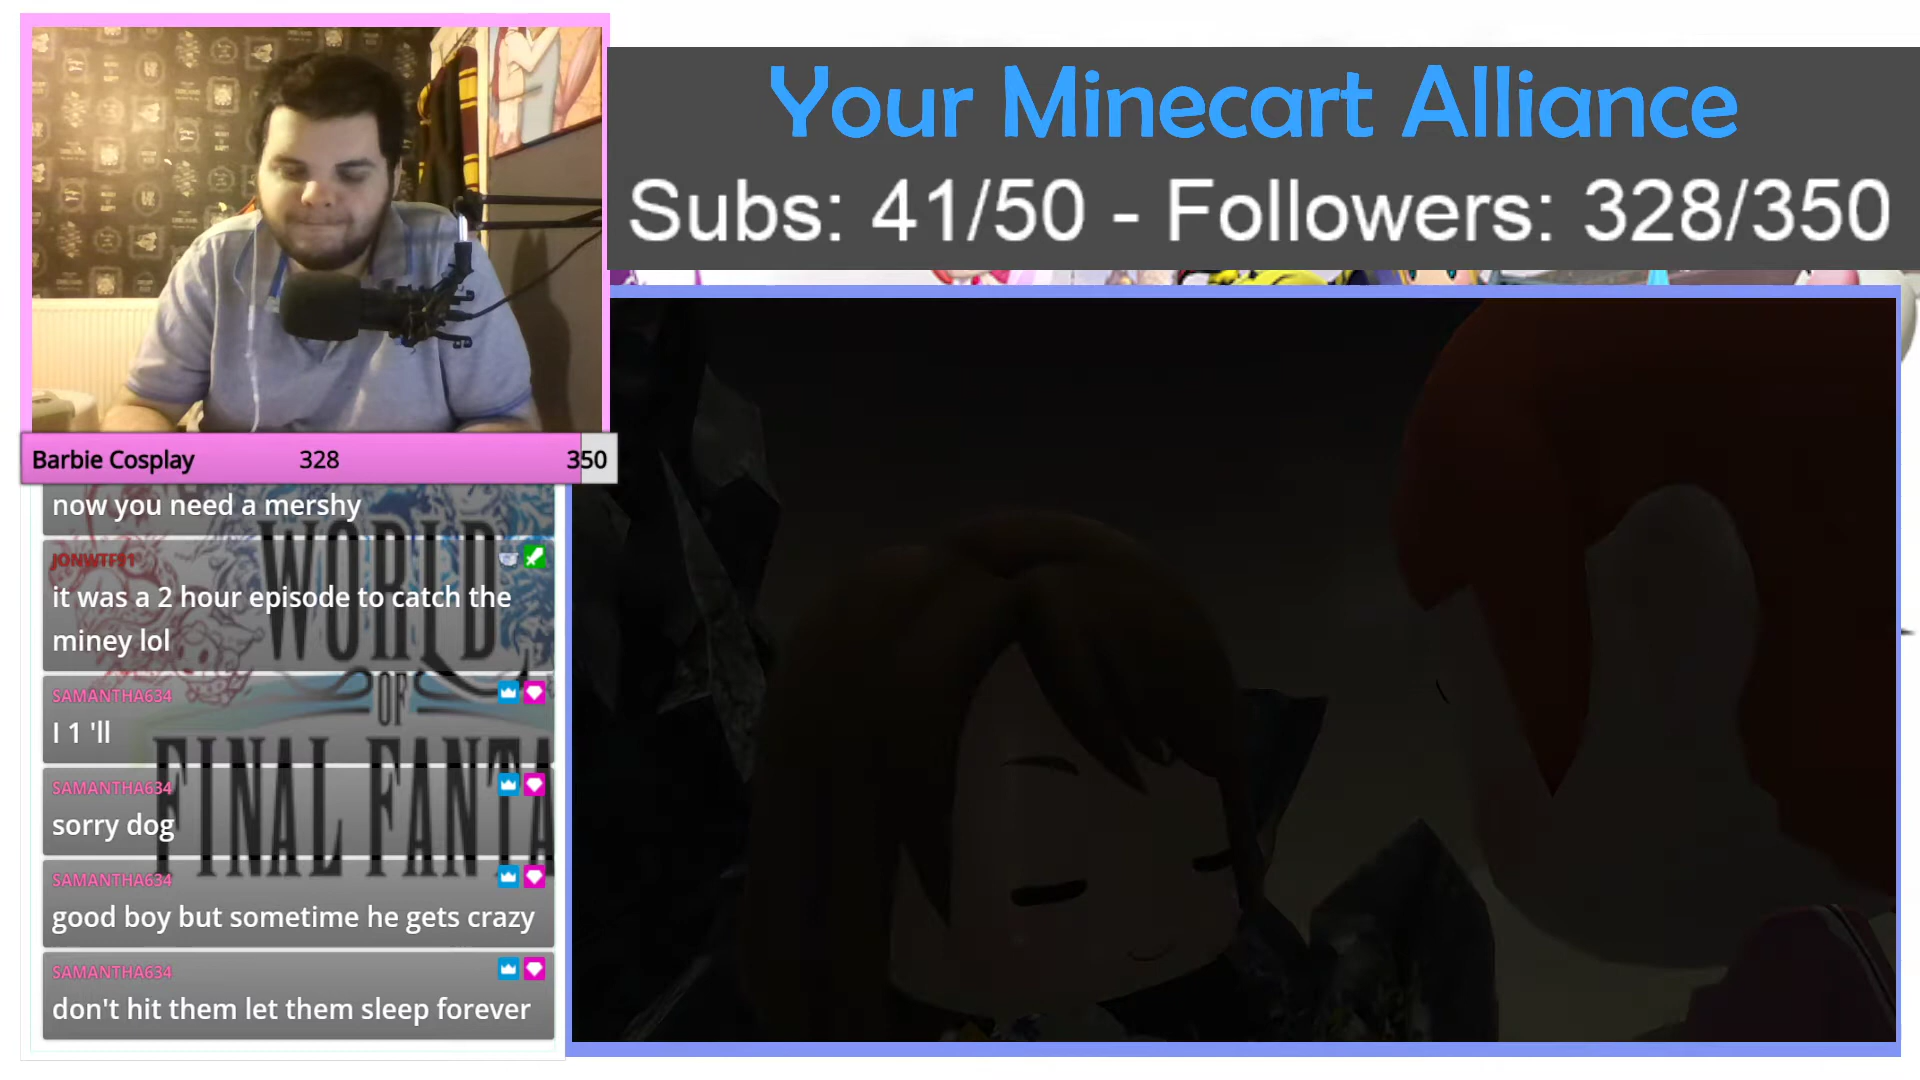 Your Minecart Alliance
Subs: 41/50 - Followers: 328/350
Barbie Cosplay 328 350
now you need a mershy
JONWTF91
it was a 2 hour episode to catch the
miney lol
SAMANTHA634
I 1 'll
SAMANTHA634
sorry dog
SAMANTHA634
good boy but sometime he gets crazy
SAMANTHA634
don't hit them let them sleep forever
WORLD
OF
FINAL FANTA